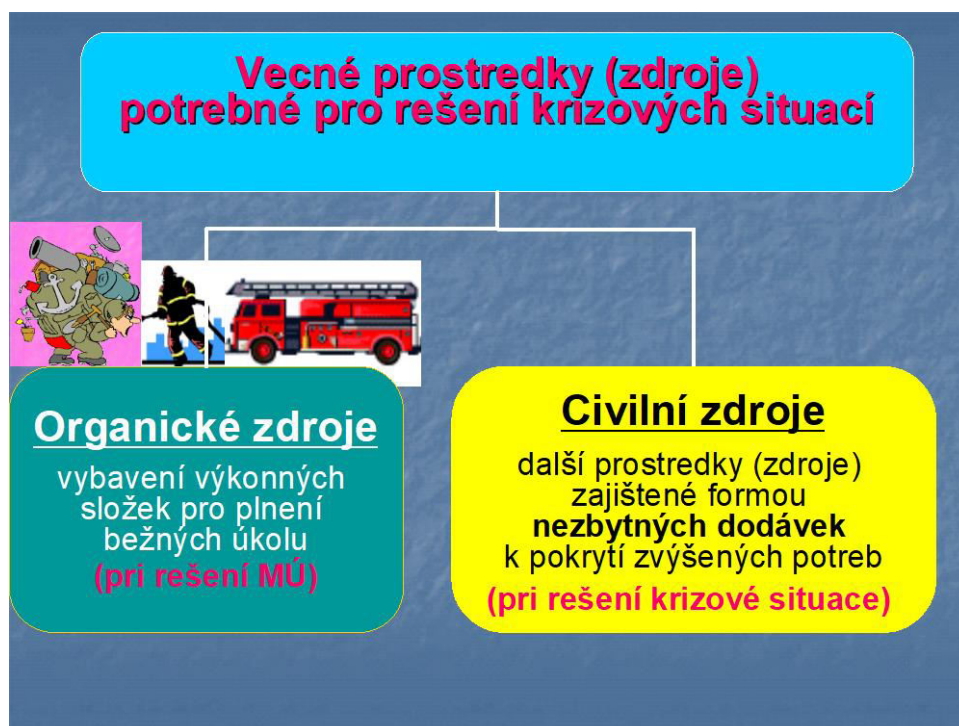 Vecné prostredky (zdroje)
potrebné pro rešení krizových situací
Organické zdroje
vybavení výkonných
složek pro plnení
bežných úkolu
(pri rešení MÚ)
Civilní zdroje
další prostredky (zdroje)
zajištené formou
nezbytných dodávek
k pokrytí zvýšených potreb
(pri rešení krizové situace)